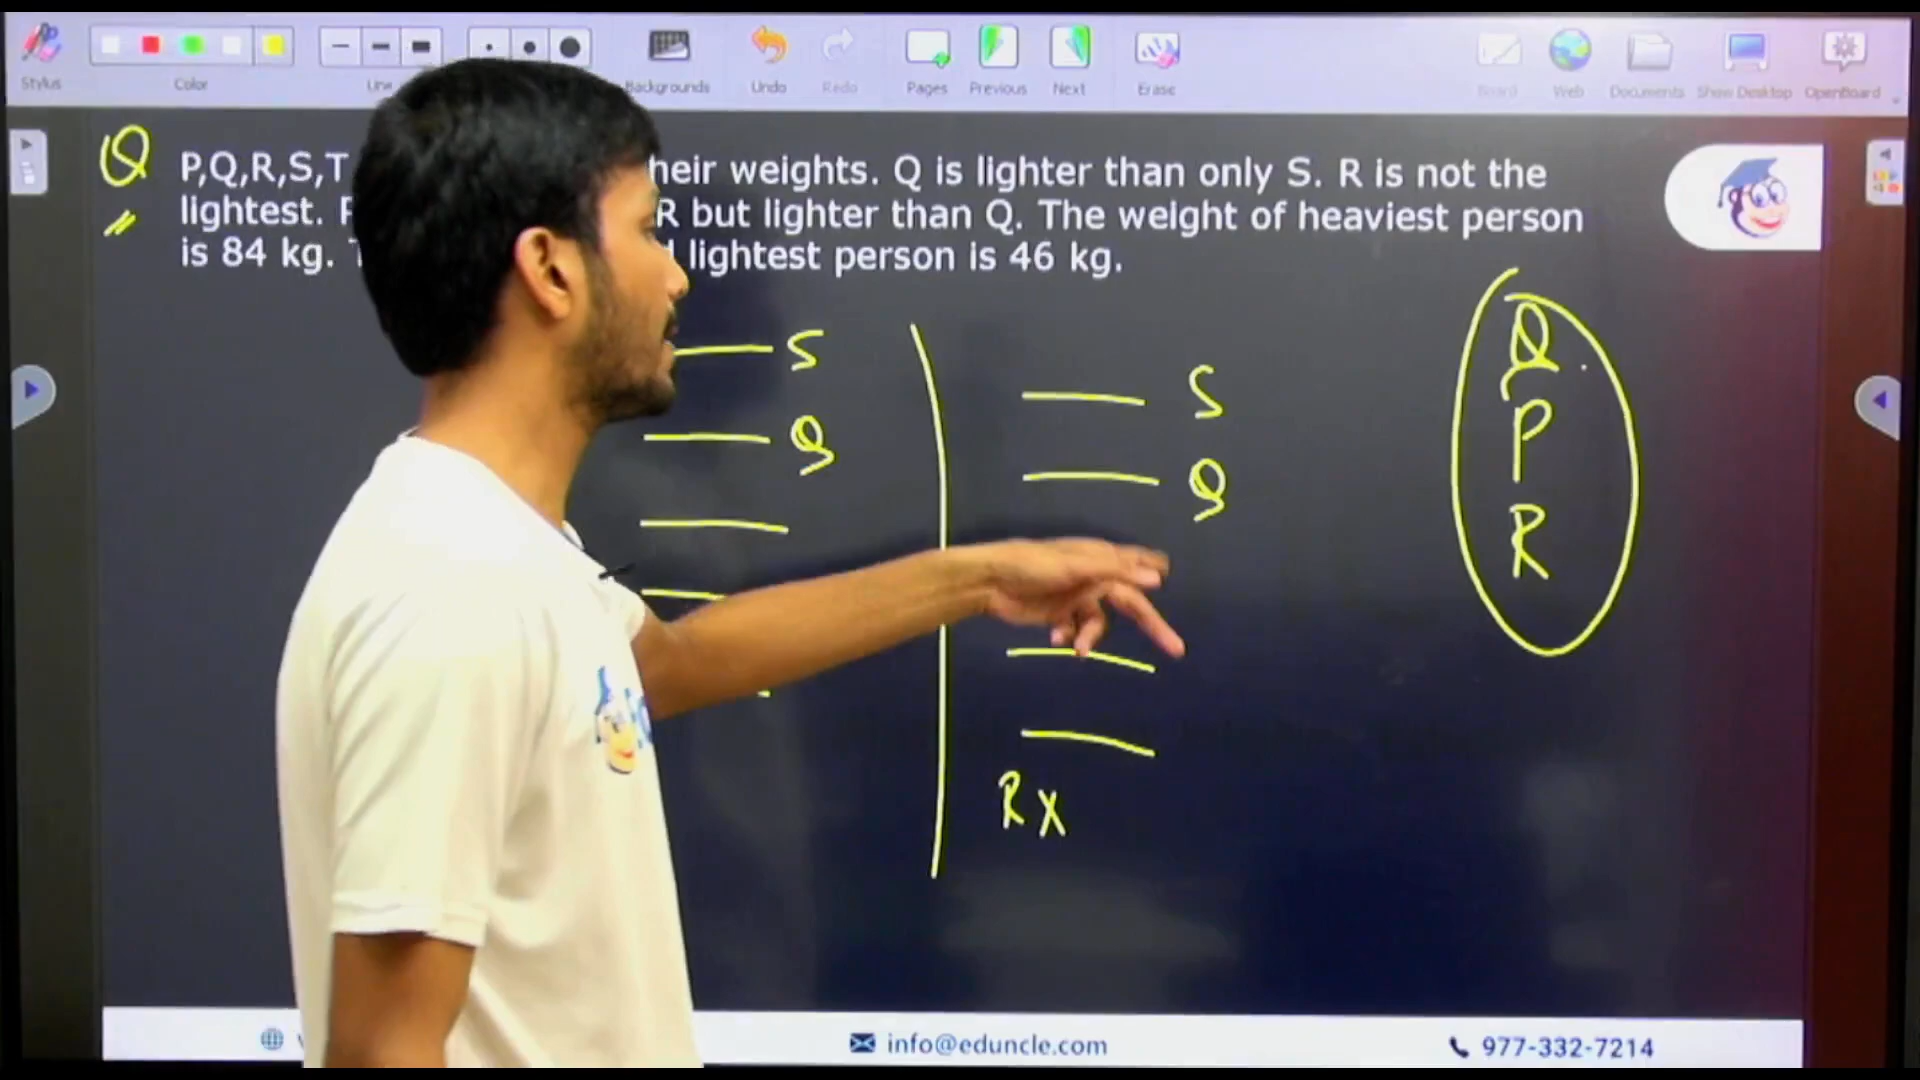 Stylus Color Line Backgrounds Undo Redo Pages Previous Next Erase Board Web Documents Show Desktop OpenBoard
Q P,Q,R,S,T heir weights. Q is lighter than only S. R is not the
lightest. R but lighter than Q. The weight of heaviest person
is 84 kg. lightest person is 46 kg.
S
Q
S
Q
R X
Q
P
R
info@eduncle.com
977-332-7214